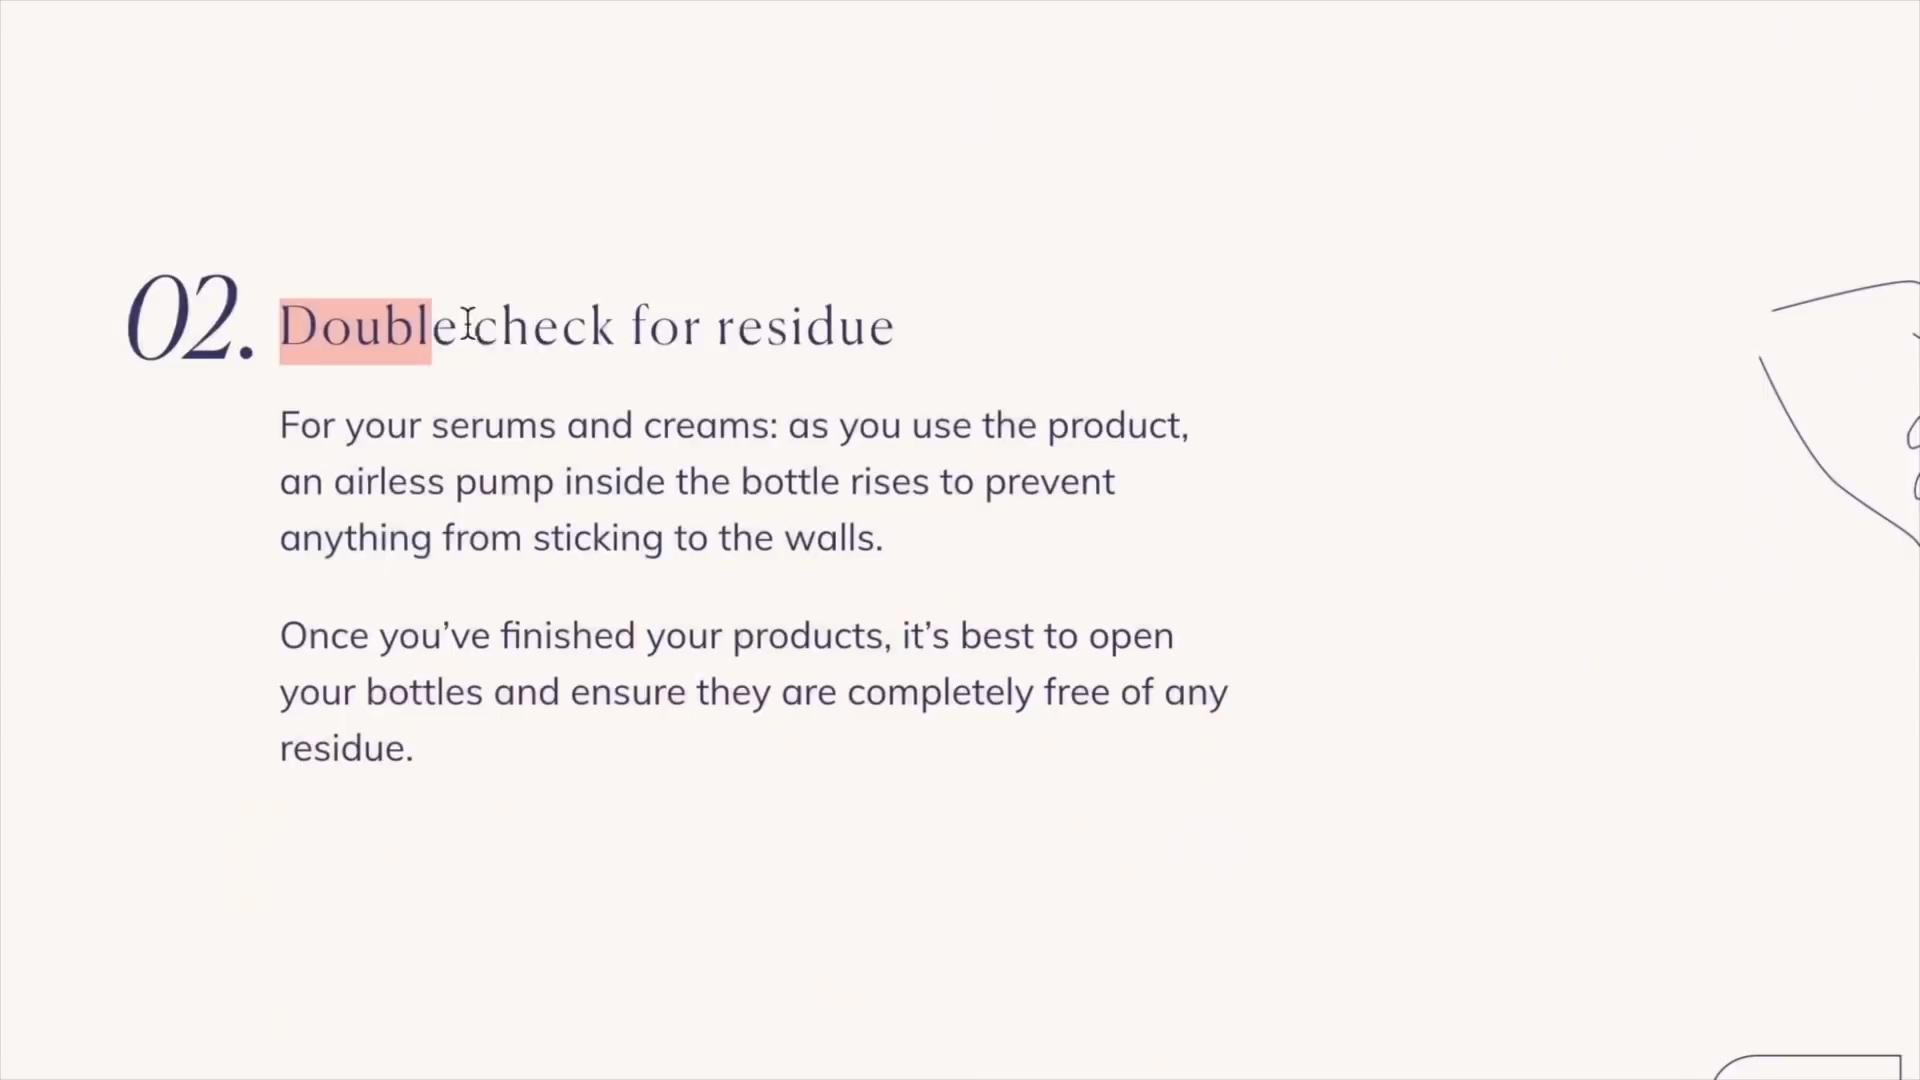 02. Double check for residue
For your serums and creams: as you use the product,
an airless pump inside the bottle rises to prevent
anything from sticking to the walls.
Once you’ve finished your products, it’s best to open
your bottles and ensure they are completely free of any
residue.